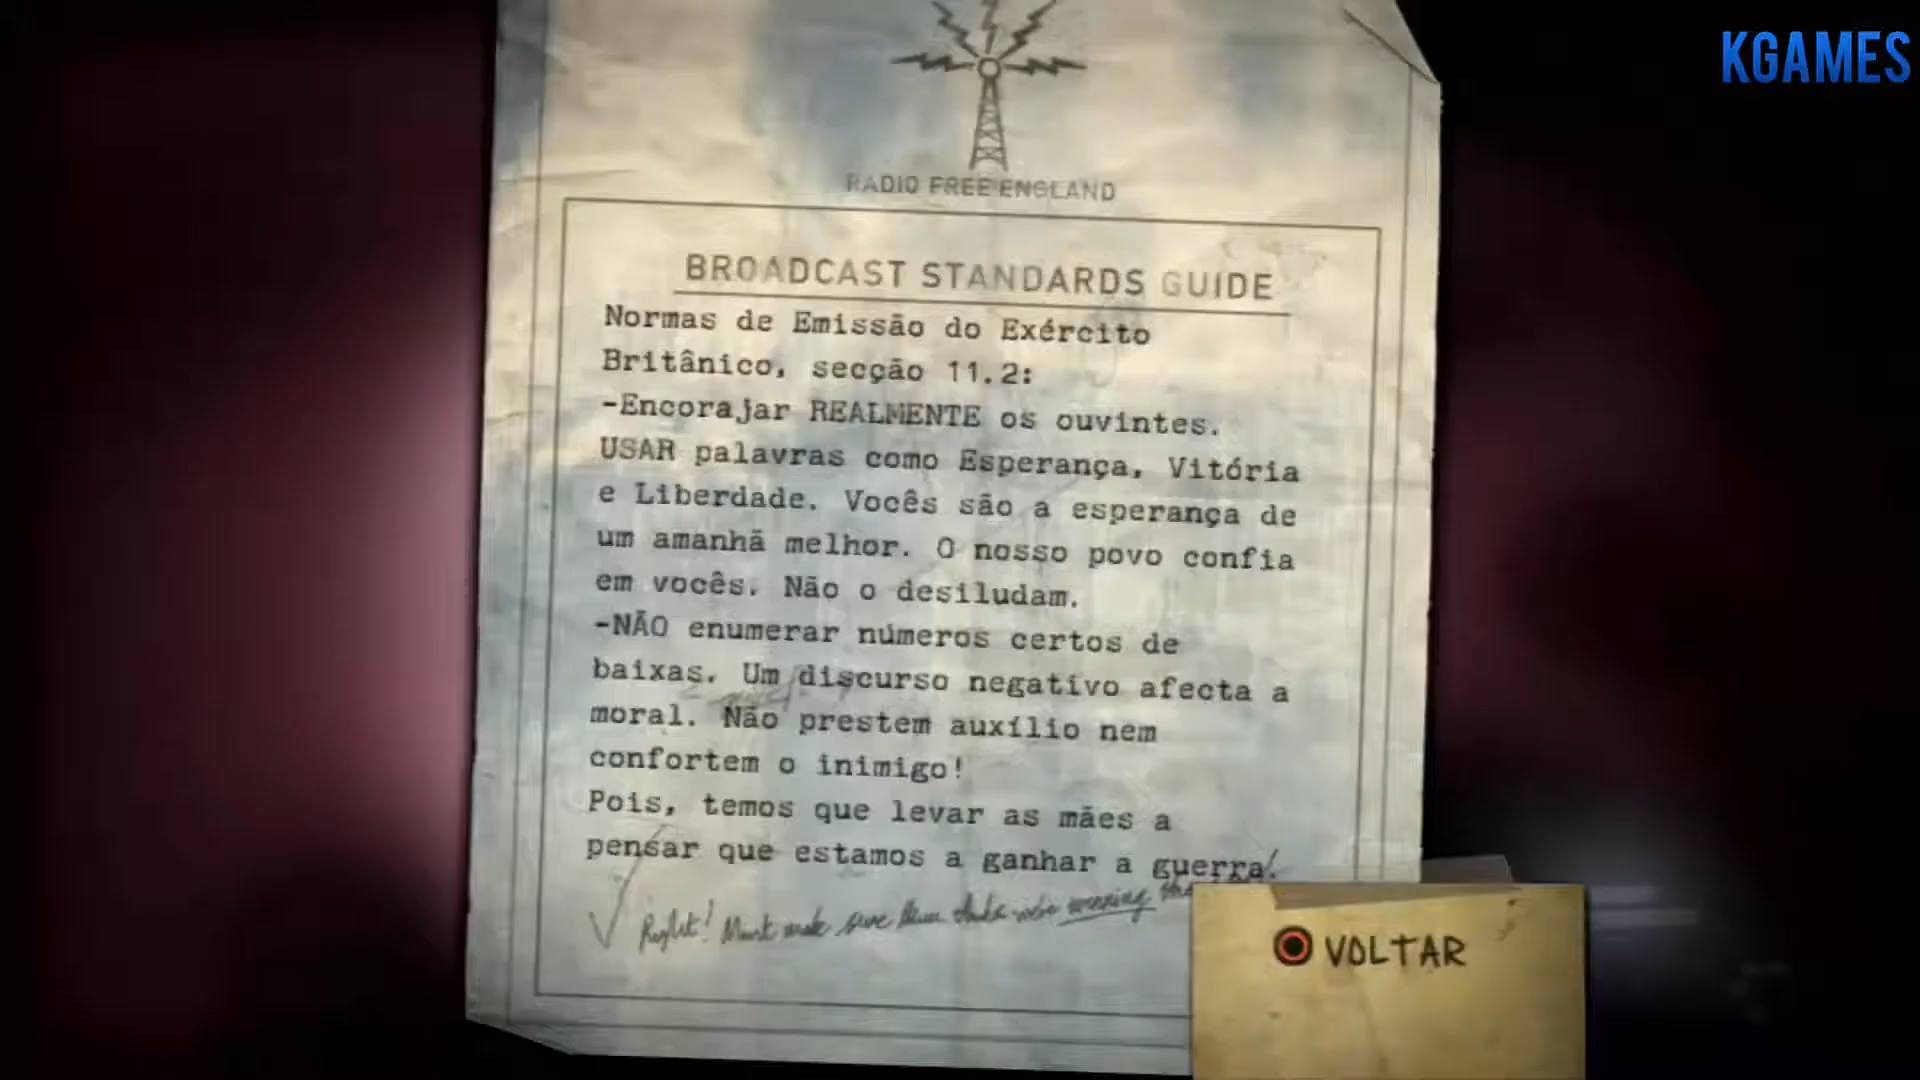 KGAMES
RADIO FREE ENGLAND
BROADCAST STANDARDS GUIDE
Normas de Emissão do Exército
Britânico, secção 11.2:
-Encorajar REALMENTE os ouvintes.
USAR palavras como Esperança, Vitória
e Liberdade. Vocês são a esperança de
um amanhã melhor. O nosso povo confia
em vocês. Não o desiludam.
-NÃO enumerar números certos de
baixas. Um discurso negativo afecta a
moral. Não prestem auxílio nem
confortem o inimigo!
Pois, temos que levar as mães a
pensar que estamos a ganhar a guerra.
Right! Must make sure thinks we're winning
VOLTAR